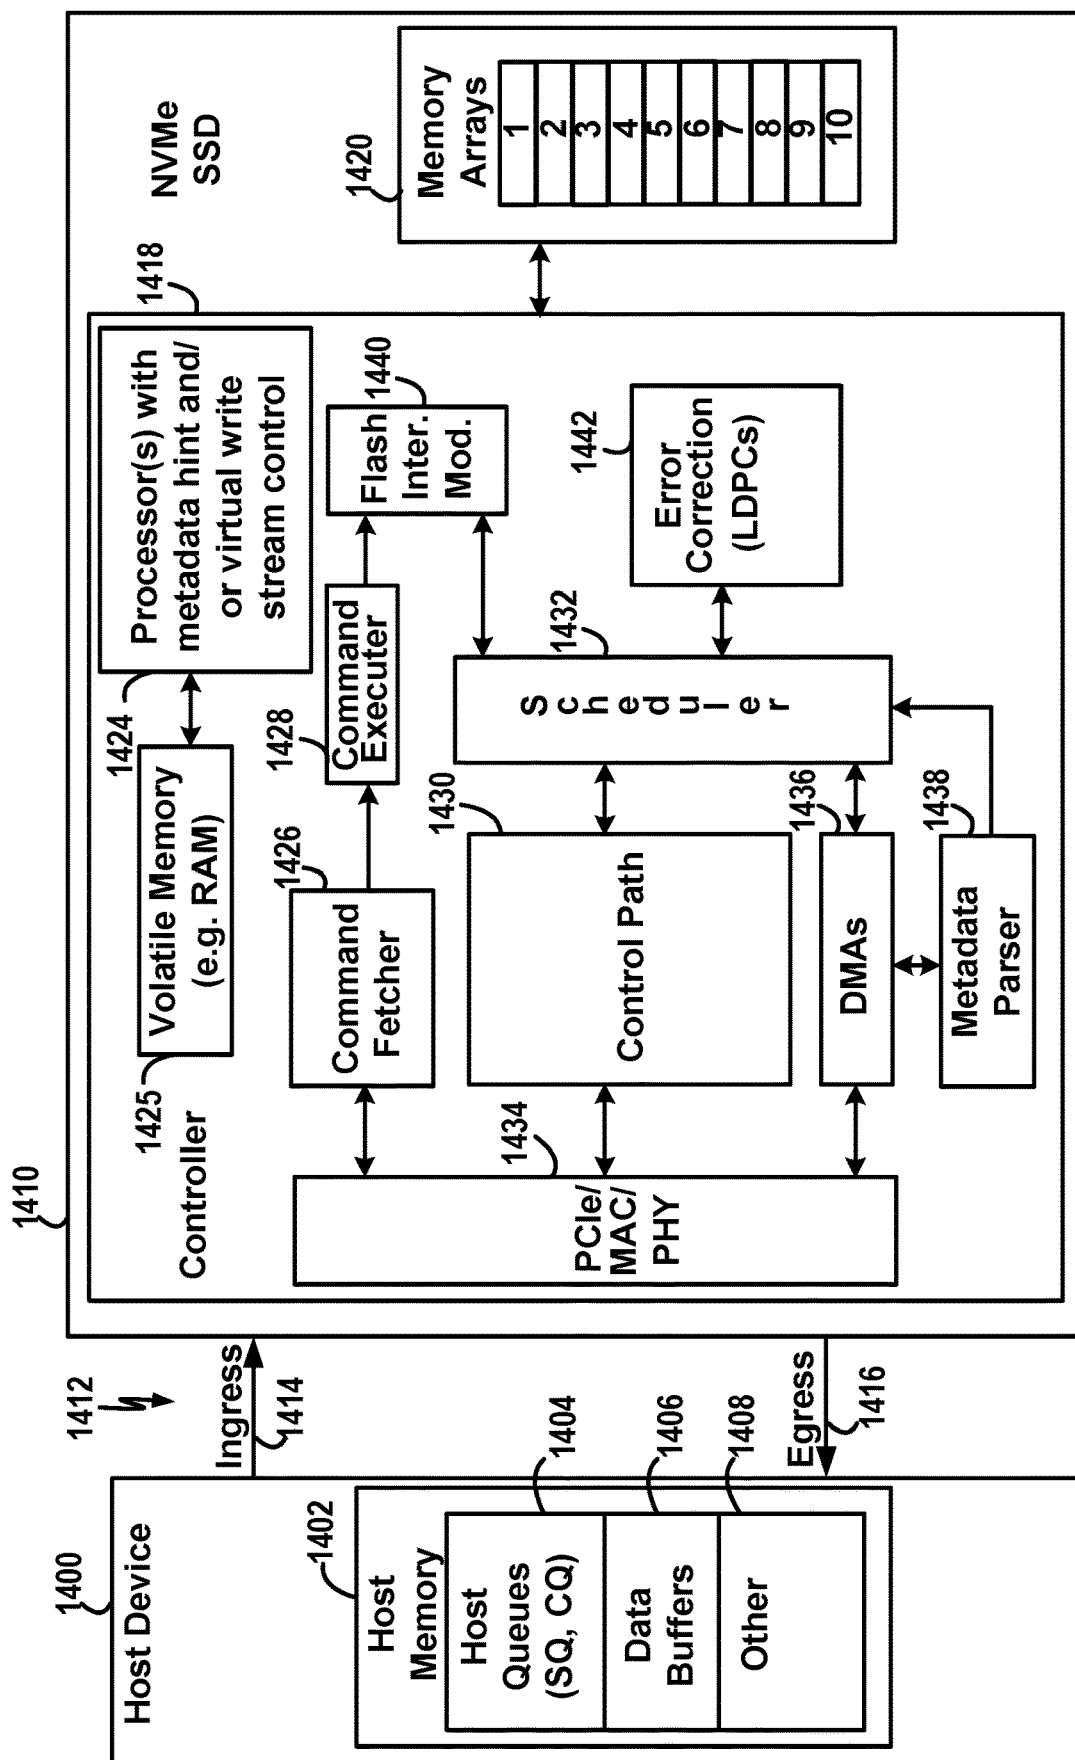 1400
Host Device
1402
Host
Memory
Host
Queues
(SQ, CQ)
1404
Data
Buffers
1406
Other
1408
1412
Ingress
1414
Egress
1416
1410
NVMe
SSD
Controller
1418
1425
Volatile Memory
(e.g. RAM)
1424
Processor(s) with
metadata hint and/
or virtual write
stream control
1434
PCIe/
MAC/
PHY
1426
Command
Fetcher
1428
Command
Executer
1440
Flash
Inter.
Mod.
1430
Control Path
1432
Scheduler
1442
Error
Correction
(LDPCs)
1436
DMAs
1438
Metadata
Parser
1420
Memory
Arrays
1
2
3
4
5
6
7
8
9
10